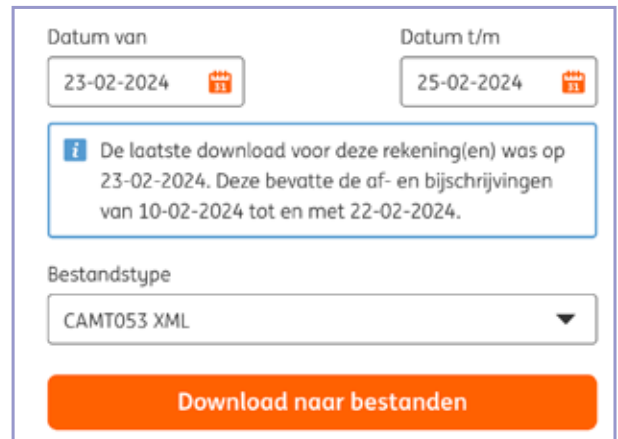 Datum van
Datum t/m
23-02-2024
31
25-02-2024
31
i
De laatste download voor deze rekening(en) was op
23-02-2024. Deze bevatte de af- en bijschrijvingen
van 10-02-2024 tot en met 22-02-2024.
Bestandstype
CAMT053 XML
Download naar bestanden